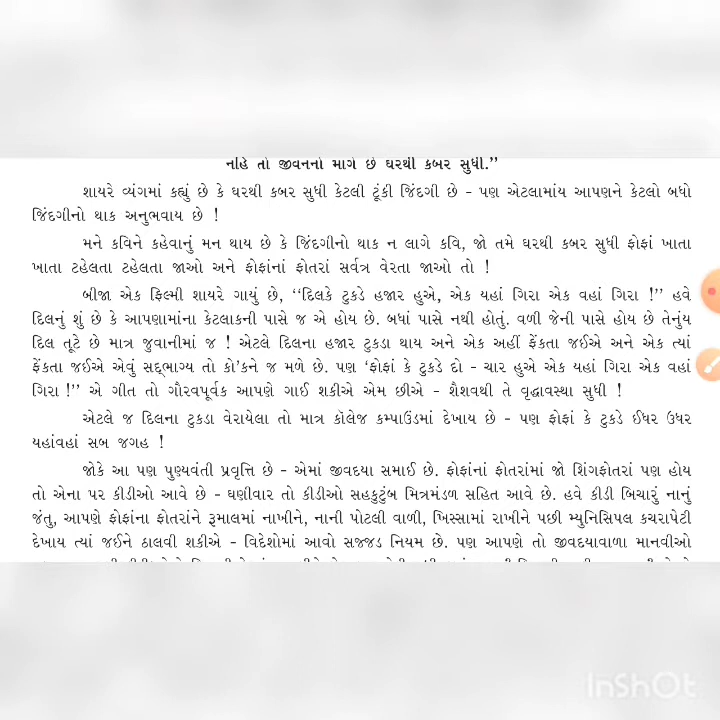 નહિ તો જીવનનો માર્ગ છે ઘરથી કબર સુધી.’’
શાયરે વ્યંગમાં કહ્યું છે કે ઘરથી કબર સુધી કેટલી ટૂંકી જિંદગી છે - પણ એટલામાંય આપણને કેટલો બધો
જિંદગીનો થાક અનુભવાય છે !
મને કવિને કહેવાનું મન થાય છે કે જિંદગીનો થાક ન લાગે કવિ, જો તમે ઘરથી કબર સુધી ફોફાં ખાતા
ખાતા ટહેલતા ટહેલતા જાઓ અને ફોફાંનાં ફોતરાં સર્વત્ર વેરતા જાઓ તો !
બીજા એક ફિલ્મી શાયરે ગાયું છે, ‘‘દિલકે ટુકડે હજાર હુએ, એક યહાં ગિરા એક વહાં ગિરા !’’ હવે
દિલનું શું છે કે આપણામાંના કેટલાકની પાસે જ એ હોય છે. બધાં પાસે નથી હોતું. વળી જેની પાસે હોય છે તેનુંય
દિલ તૂટે છે માત્ર જુવાનીમાં જ ! એટલે દિલના હજાર ટુકડા થાય અને એક અહીં ફેંકતા જઈએ અને એક ત્યાં
ફેંકતા જઈએ એવું સદ્ભાગ્ય તો કો’કને જ મળે છે. પણ ‘ફોફાં કે ટુકડે દો - ચાર હુએ એક યહાં ગિરા એક વહાં
ગિરા !’’ એ ગીત તો ગૌરવપૂર્વક આપણે ગાઈ શકીએ એમ છીએ - શૈશવથી તે વૃદ્ધાવસ્થા સુધી !
એટલે જ દિલના ટુકડા વેરાયેલા તો માત્ર કૉલેજ કમ્પાઉંડમાં દેખાય છે - પણ ફોફાં કે ટુકડે ઈધર ઉધર
યહાંવહાં સબ જગહ !
જોકે આ પણ પુણ્યવંતી પ્રવૃત્તિ છે - એમાં જીવદયા સમાઈ છે. ફોફાંનાં ફોતરાંમાં જો શિંગફોતરાં પણ હોય
તો એના પર કીડીઓ આવે છે - ઘણીવાર તો કીડીઓ સહકુટુંબ મિત્રમંડળ સહિત આવે છે. હવે કીડી બિચારું નાનું
જંતુ, આપણે ફોફાંના ફોતરાંને રૂમાલમાં નાખીને, નાની પોટલી વાળી, ખિસ્સામાં રાખીને પછી મ્યુનિસિપલ કચરાપેટી
દેખાય ત્યાં જઈને ઠાલવી શકીએ - વિદેશોમાં આવો સજ્જડ નિયમ છે. પણ આપણે તો જીવદયાવાળા માનવીઓ
InShOt